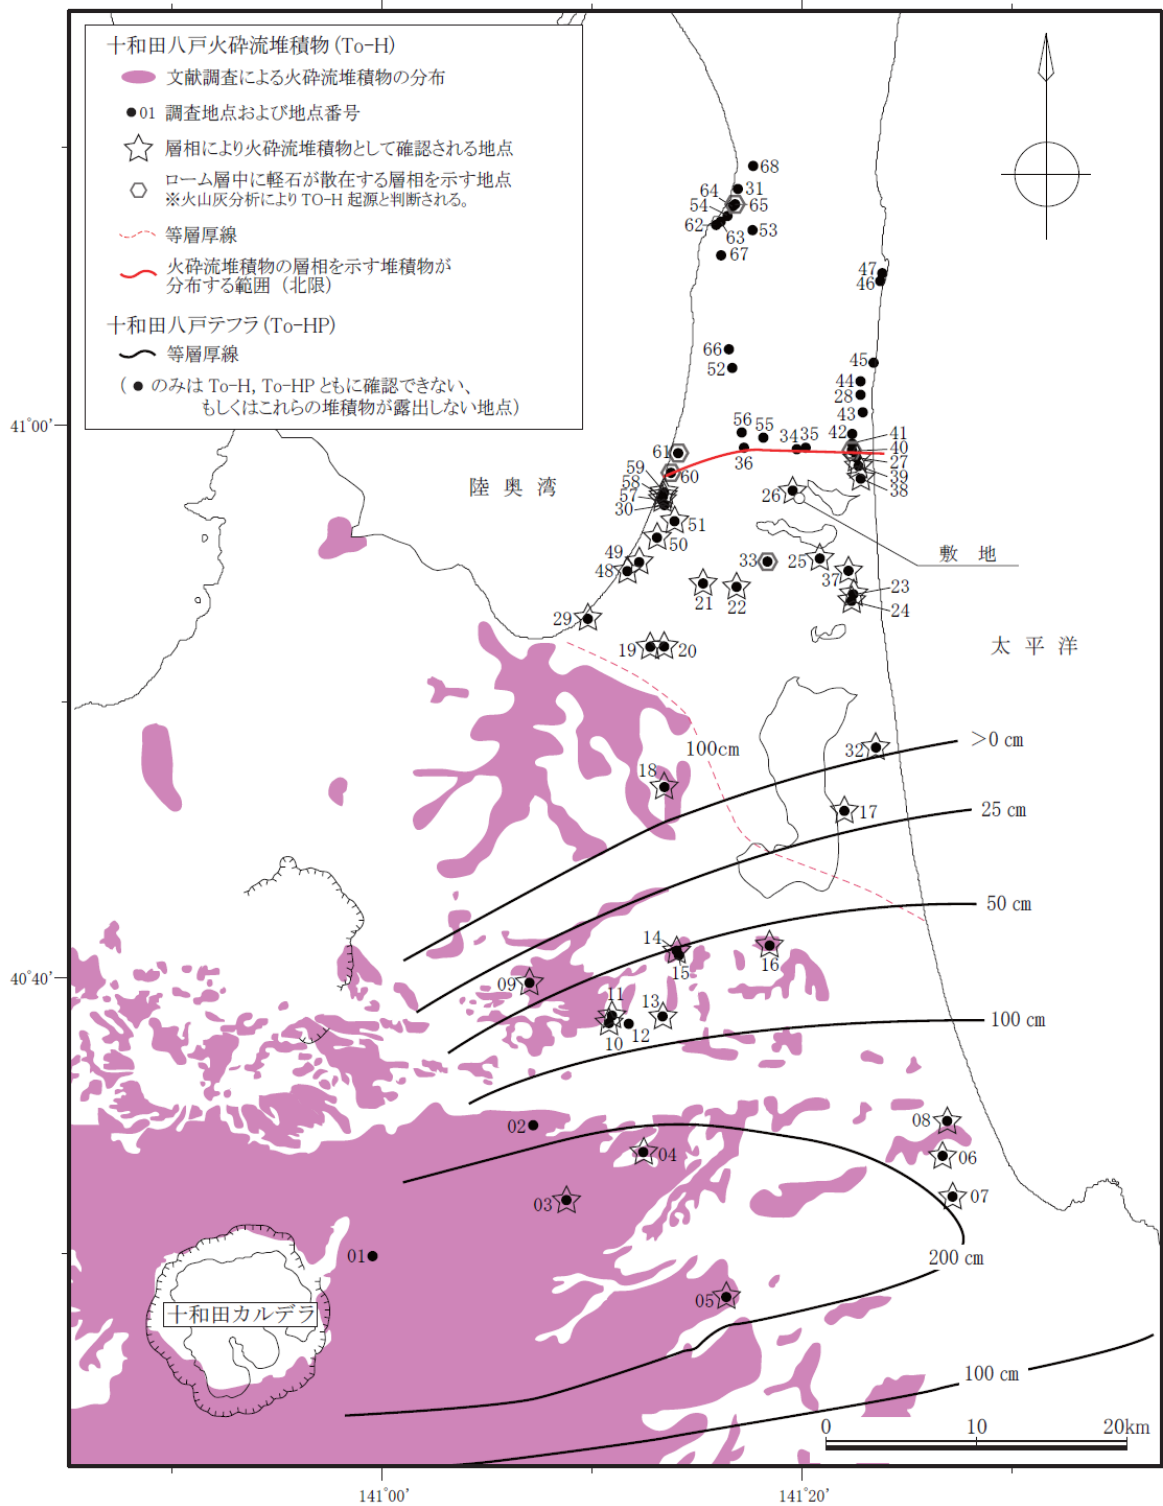 十和田八戸火砕流堆積物(To-H)
文献調査による火砕流堆積物の分布
01 調査地点および地点番号
層相により火砕流堆積物として確認される地点
ローム層中に軽石が散在する層相を示す地点
※火山灰分析により TO-H 起源と判断される。
等層厚線
火砕流堆積物の層相を示す堆積物が
分布する範囲（北限）
十和田八戸テフラ(To-HP)
等層厚線
（ ● のみは To-H, To-HP ともに確認できない、
もしくはこれらの堆積物が露出しない地点）
68
31
64
65
54
62
63
53
67
47
46
66
52
45
44
28
43
41°00′
56
55
34
35
42
41
40
36
61
27
39
38
60
59
58
57
30
陸奥湾
26
51
50
敷地
49
48
33
25
37
23
24
21
22
29
19
20
太平洋
32
>0 cm
100cm
18
17
25 cm
50 cm
14
15
16
40°40′
09
11
13
10
12
100 cm
02
08
04
06
03
07
01
200 cm
05
十和田カルデラ
100 cm
0
10
20km
141°00′
141°20′